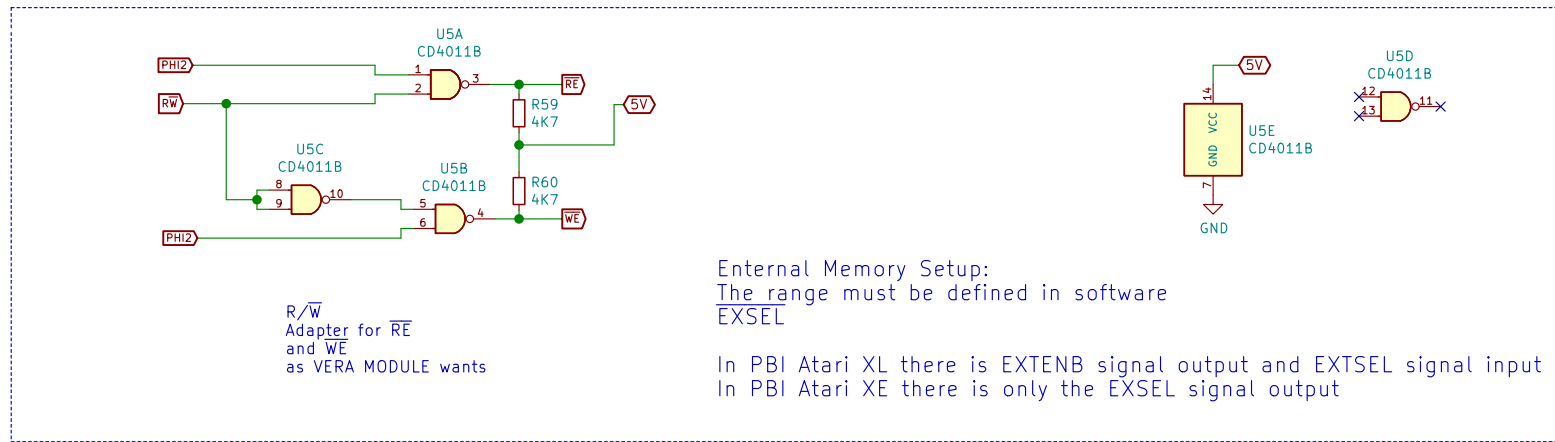 U5A
CD4011B
PHI2
1
2
3
RE
RW
R59
4K7
5V
U5C
CD4011B
8
9
10
U5B
CD4011B
5
6
4
R60
4K7
WE
PHI2
5V
14
VCC
GND
7
U5E
CD4011B
GND
U5D
CD4011B
12
13
11
R/W
Adapter for RE
and WE
as VERA MODULE wants
Enternal Memory Setup:
The range must be defined in software
EXSEL
In PBI Atari XL there is EXTENB signal output and EXTSEL signal input
In PBI Atari XE there is only the EXSEL signal output